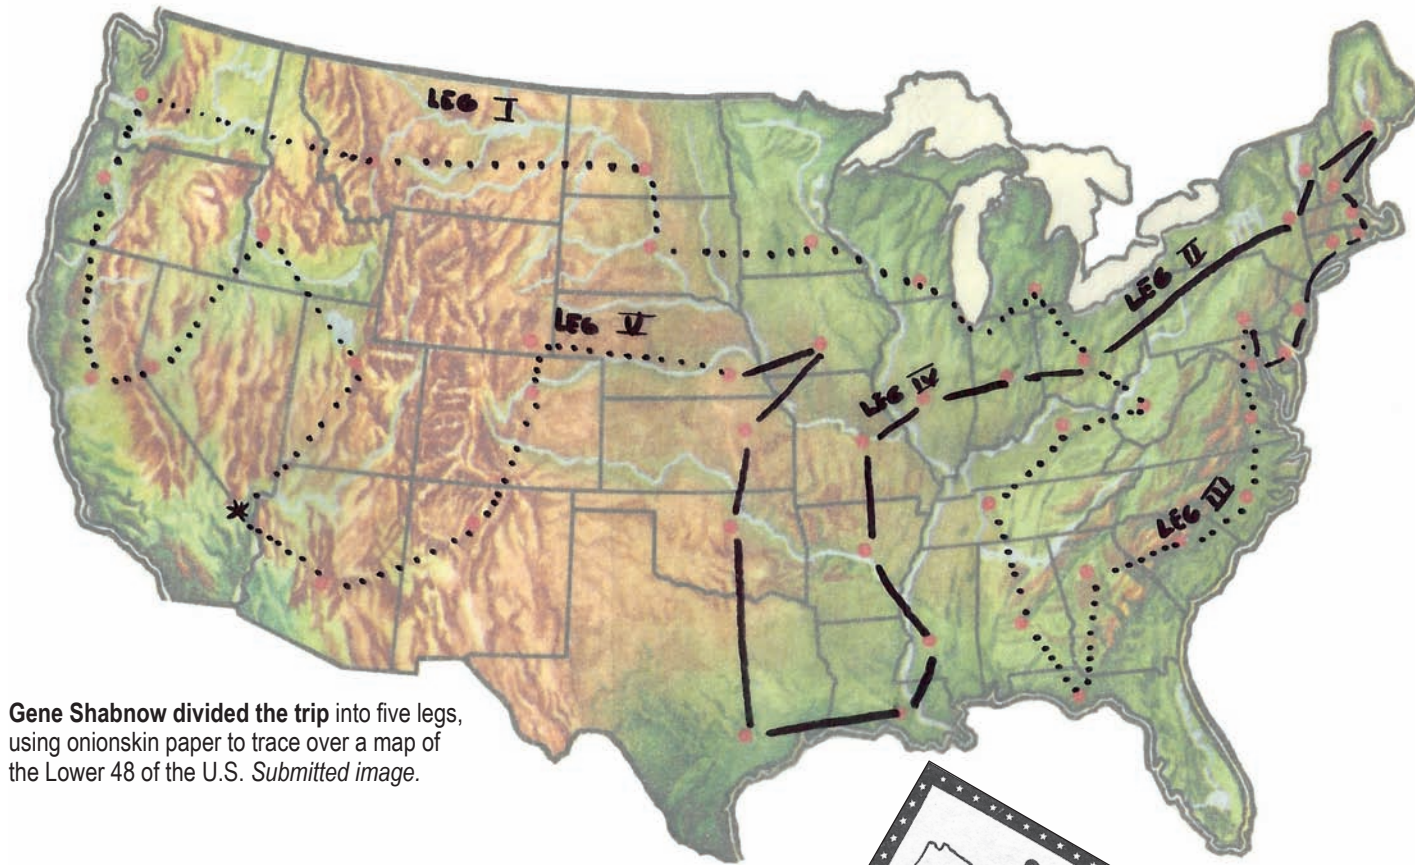 LEG I
LEG II
LEG V
LEG IV
LEG III
Gene Shabnow divided the trip into five legs,
using onionskin paper to trace over a map of
the Lower 48 of the U.S. Submitted image.